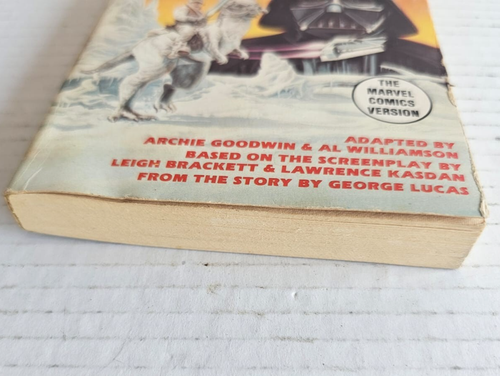 THE
MARVEL
COMICS
VERSION
ADAPTED BY
ARCHIE GOODWIN & AL WILLIAMSON
BASED ON THE SCREENPLAY BY
LEIGH BRACKETT & LAWRENCE KASDAN
FROM THE STORY BY GEORGE LUCAS